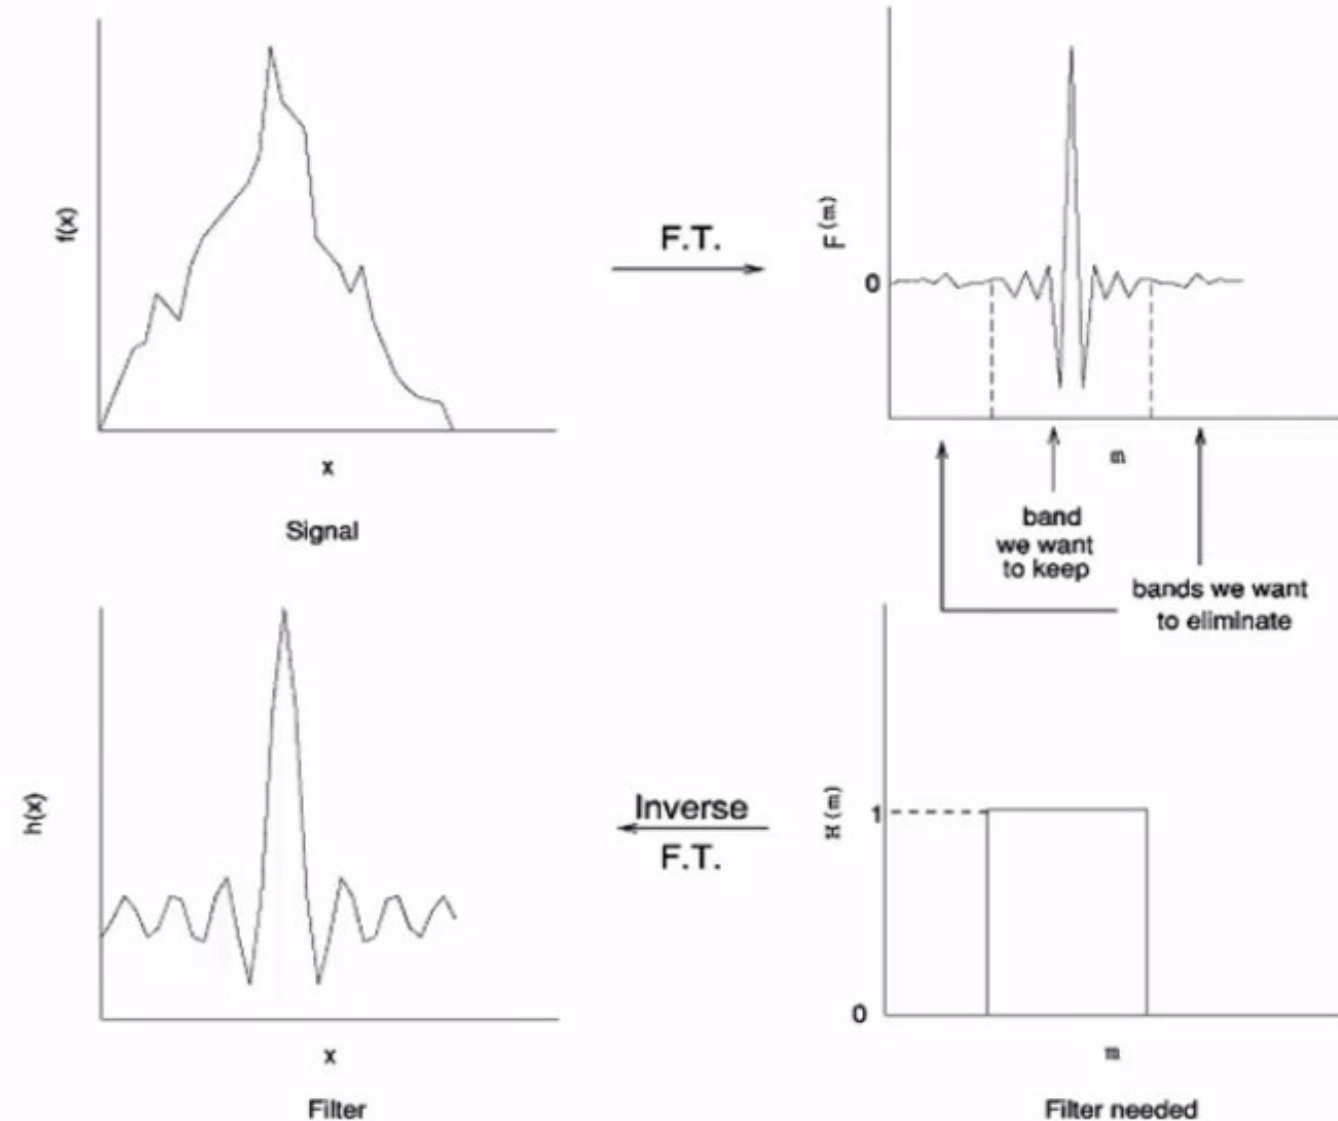 f(x)
x
Signal
F.T.
F(m)
0
m
band
we want
to keep
bands we want
to eliminate
h(x)
x
Filter
Inverse
F.T.
H(m)
1
0
m
Filter needed